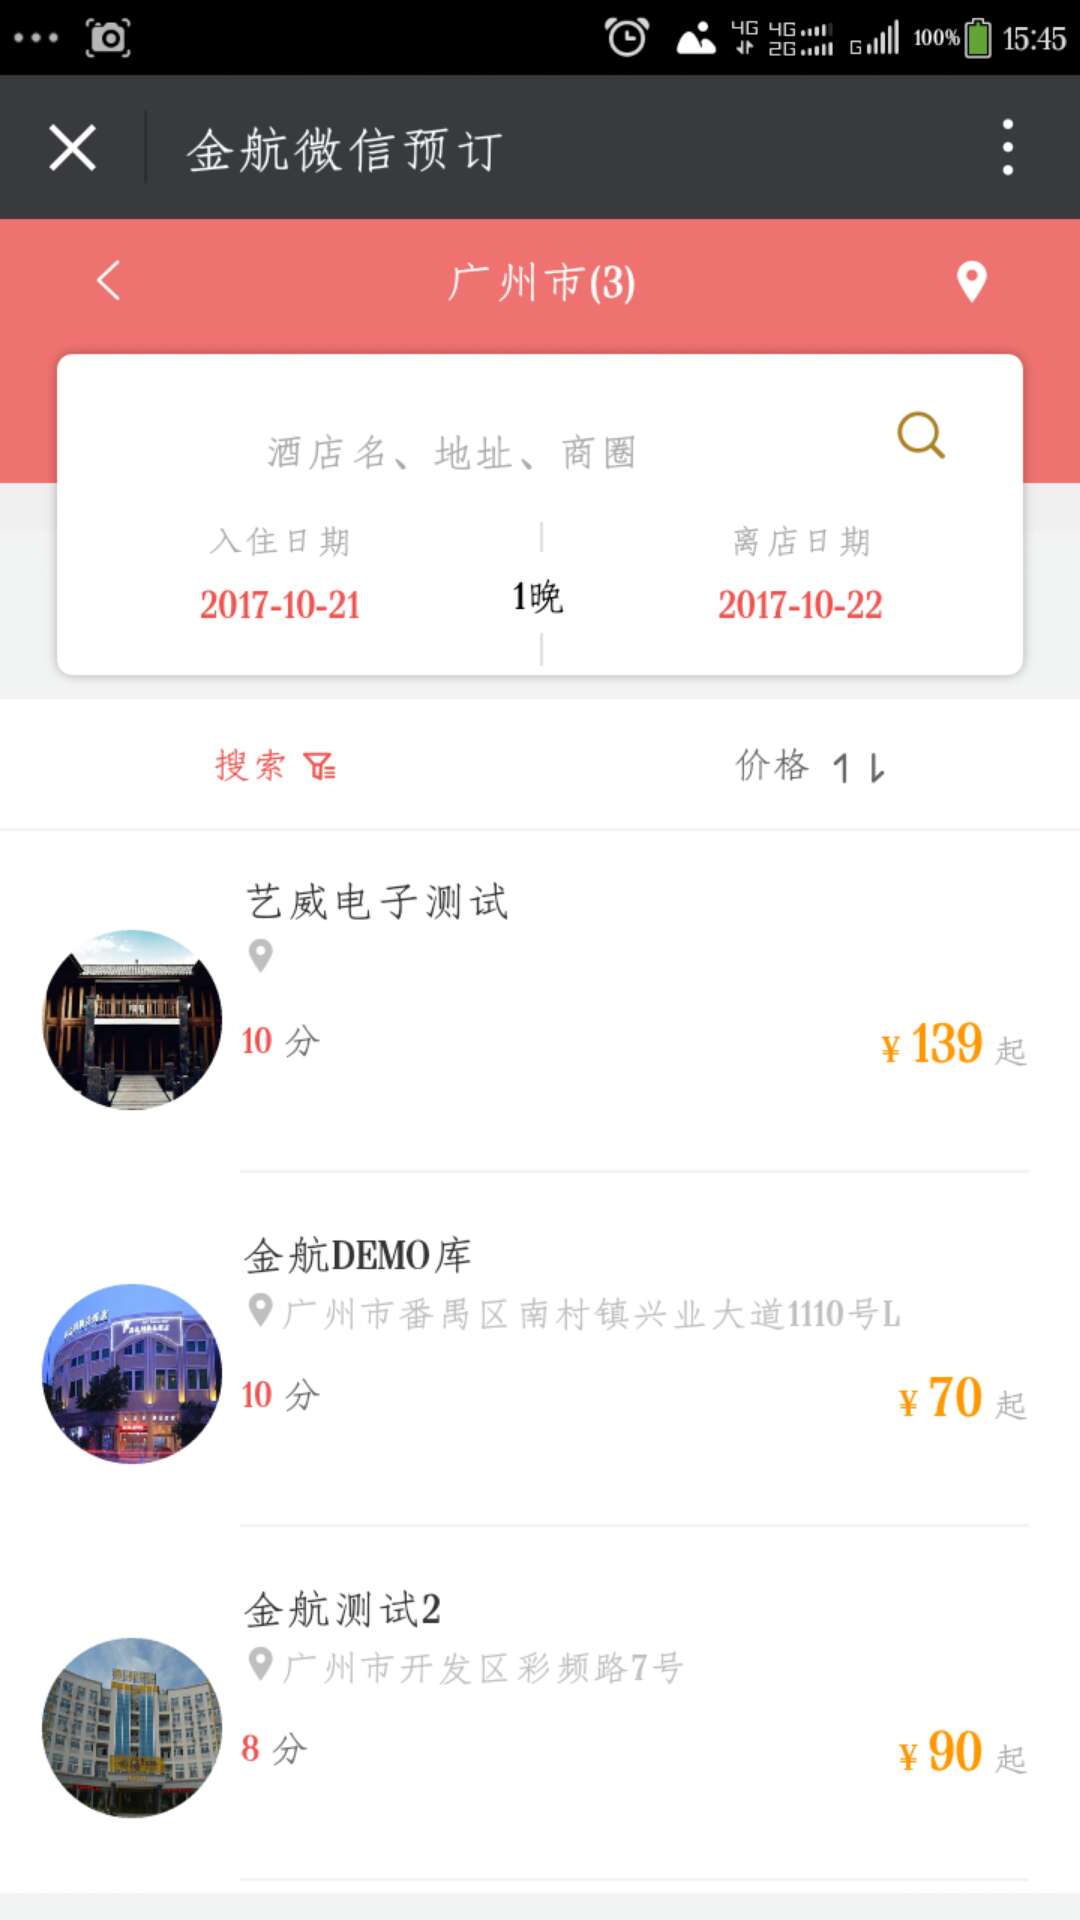 4G 4G 2G G 100% 15:45
金航微信预订
广州市(3)
酒店名、地址、商圈
入住日期 离店日期
2017-10-21 1晚 2017-10-22
搜索 价格
艺威电子测试
10 分 ¥ 139 起
金航DEMO库
广州市番禺区南村镇兴业大道1110号L
10 分 ¥ 70 起
金航测试2
广州市开发区彩频路7号
8 分 ¥ 90 起